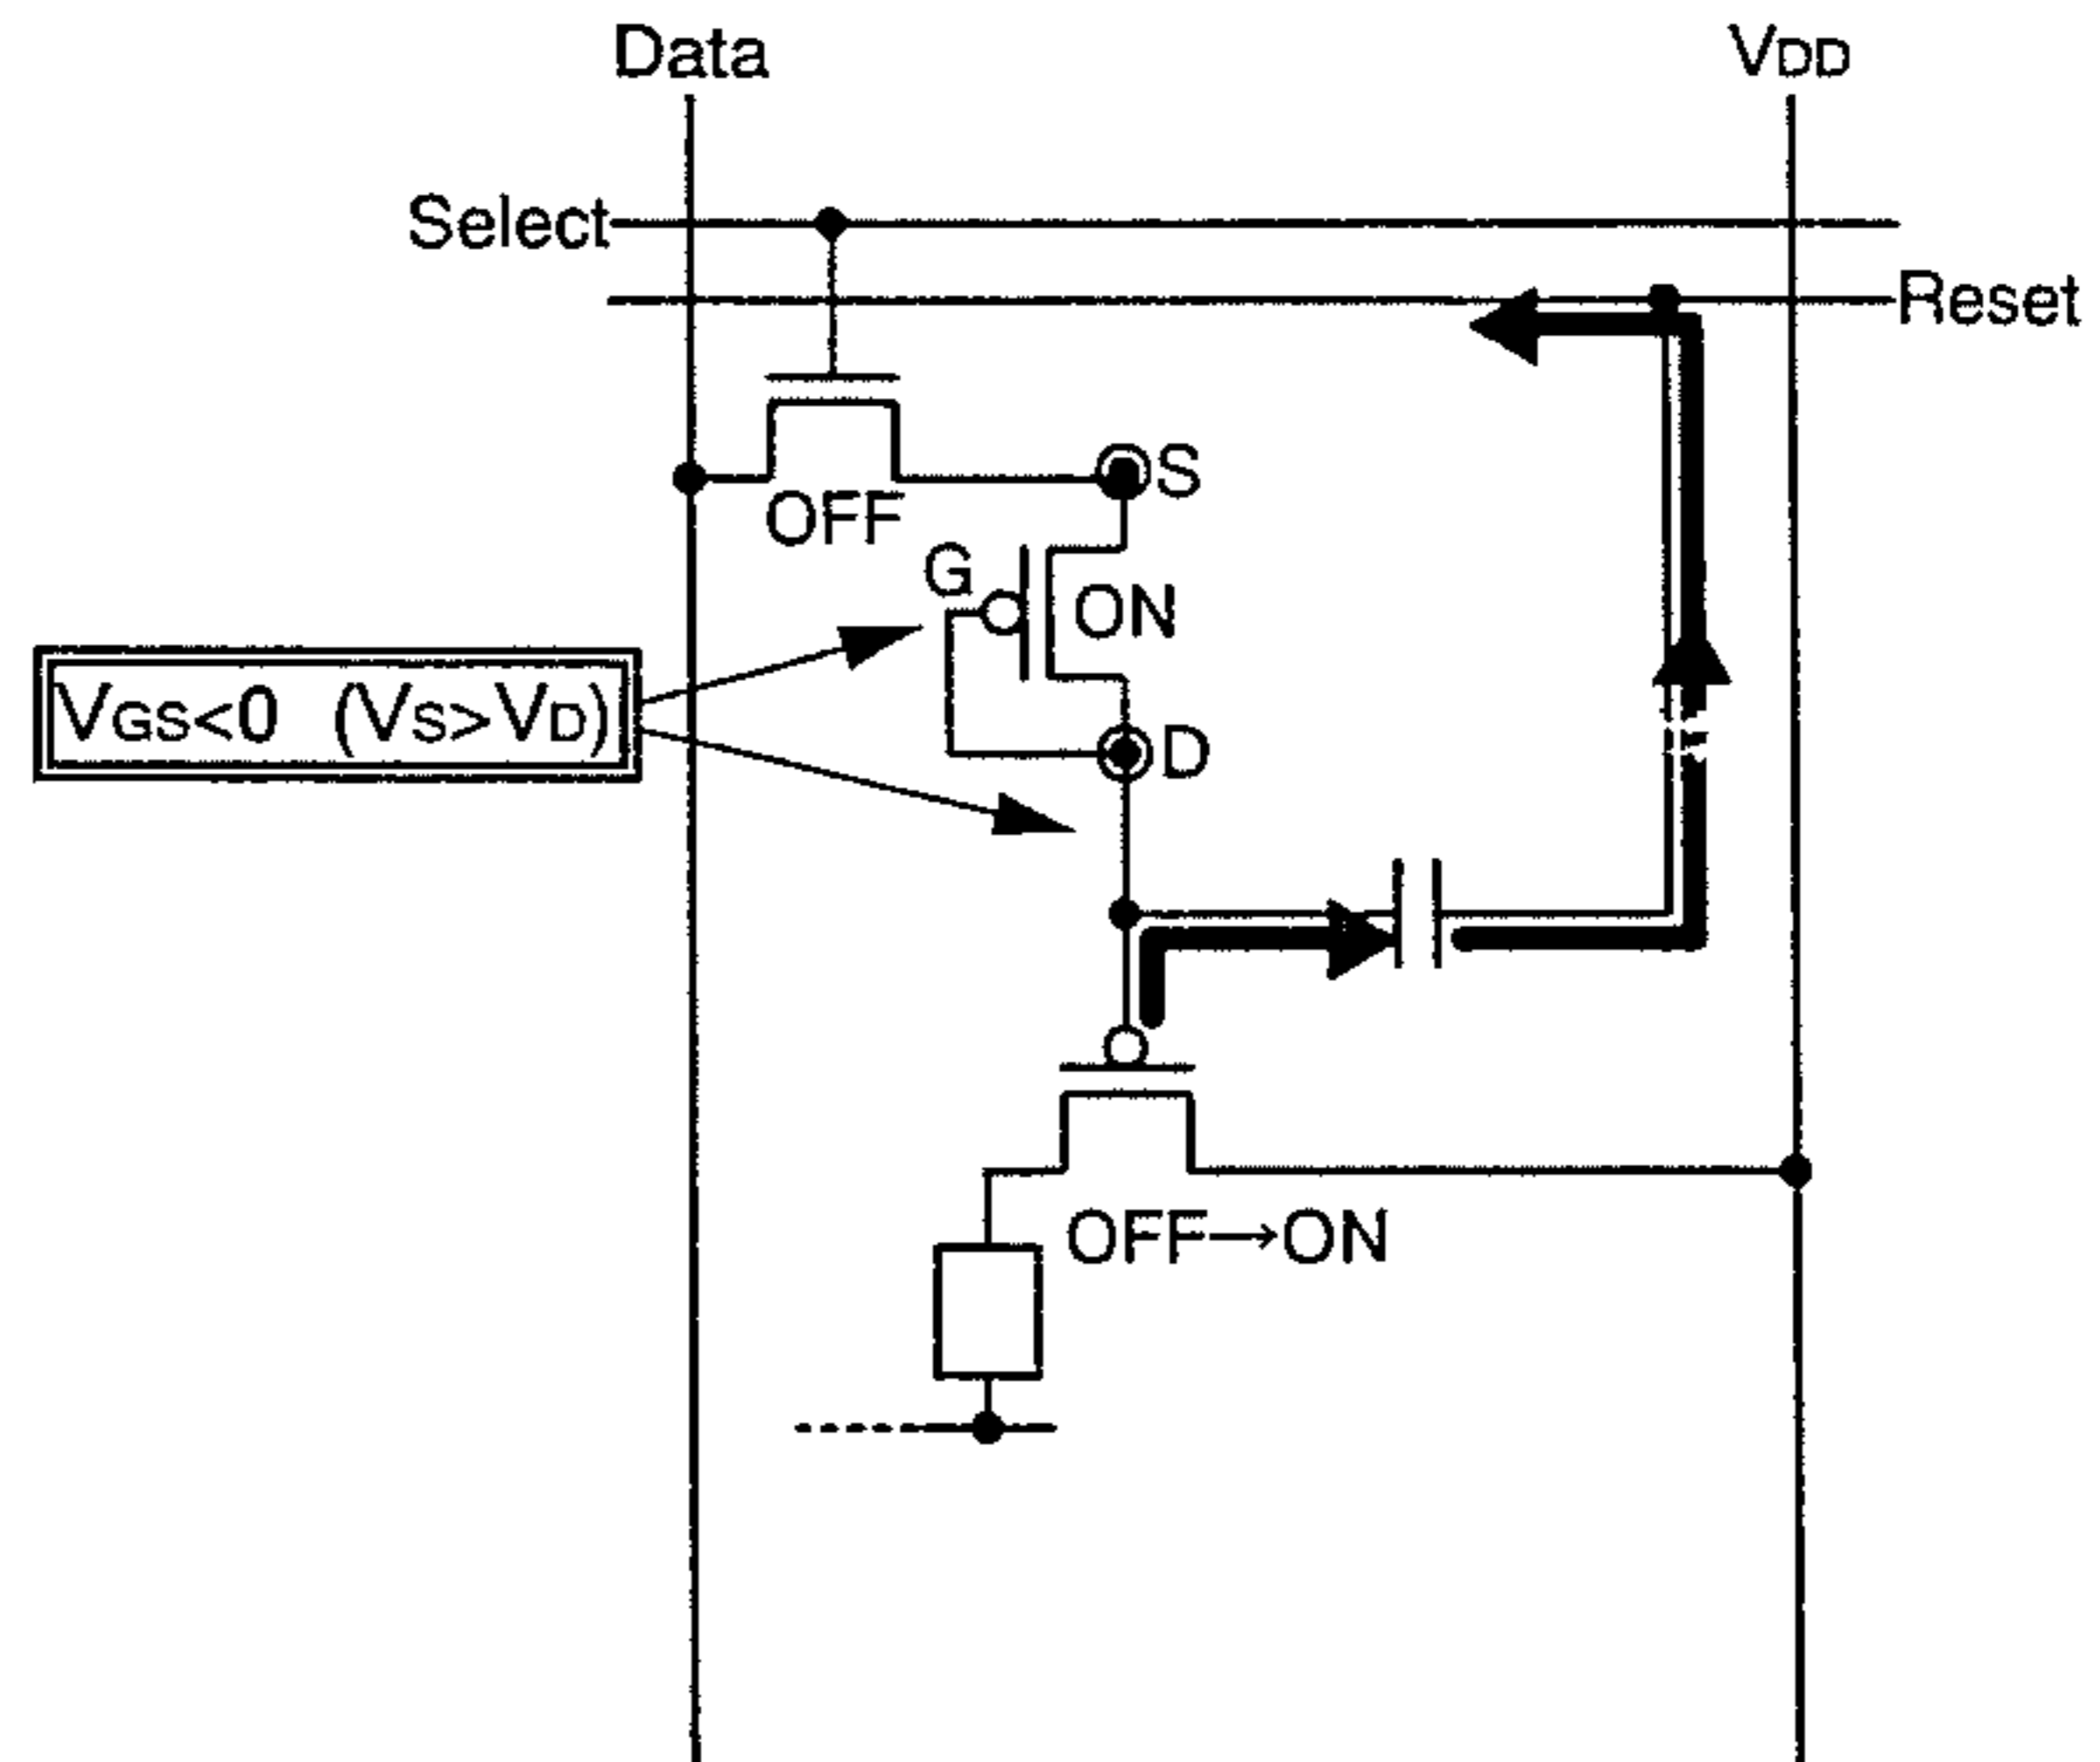 Data
VDD
Select
Reset
S
OFF
G
ON
VGS<0 (VS>VD)
D
OFF→ON